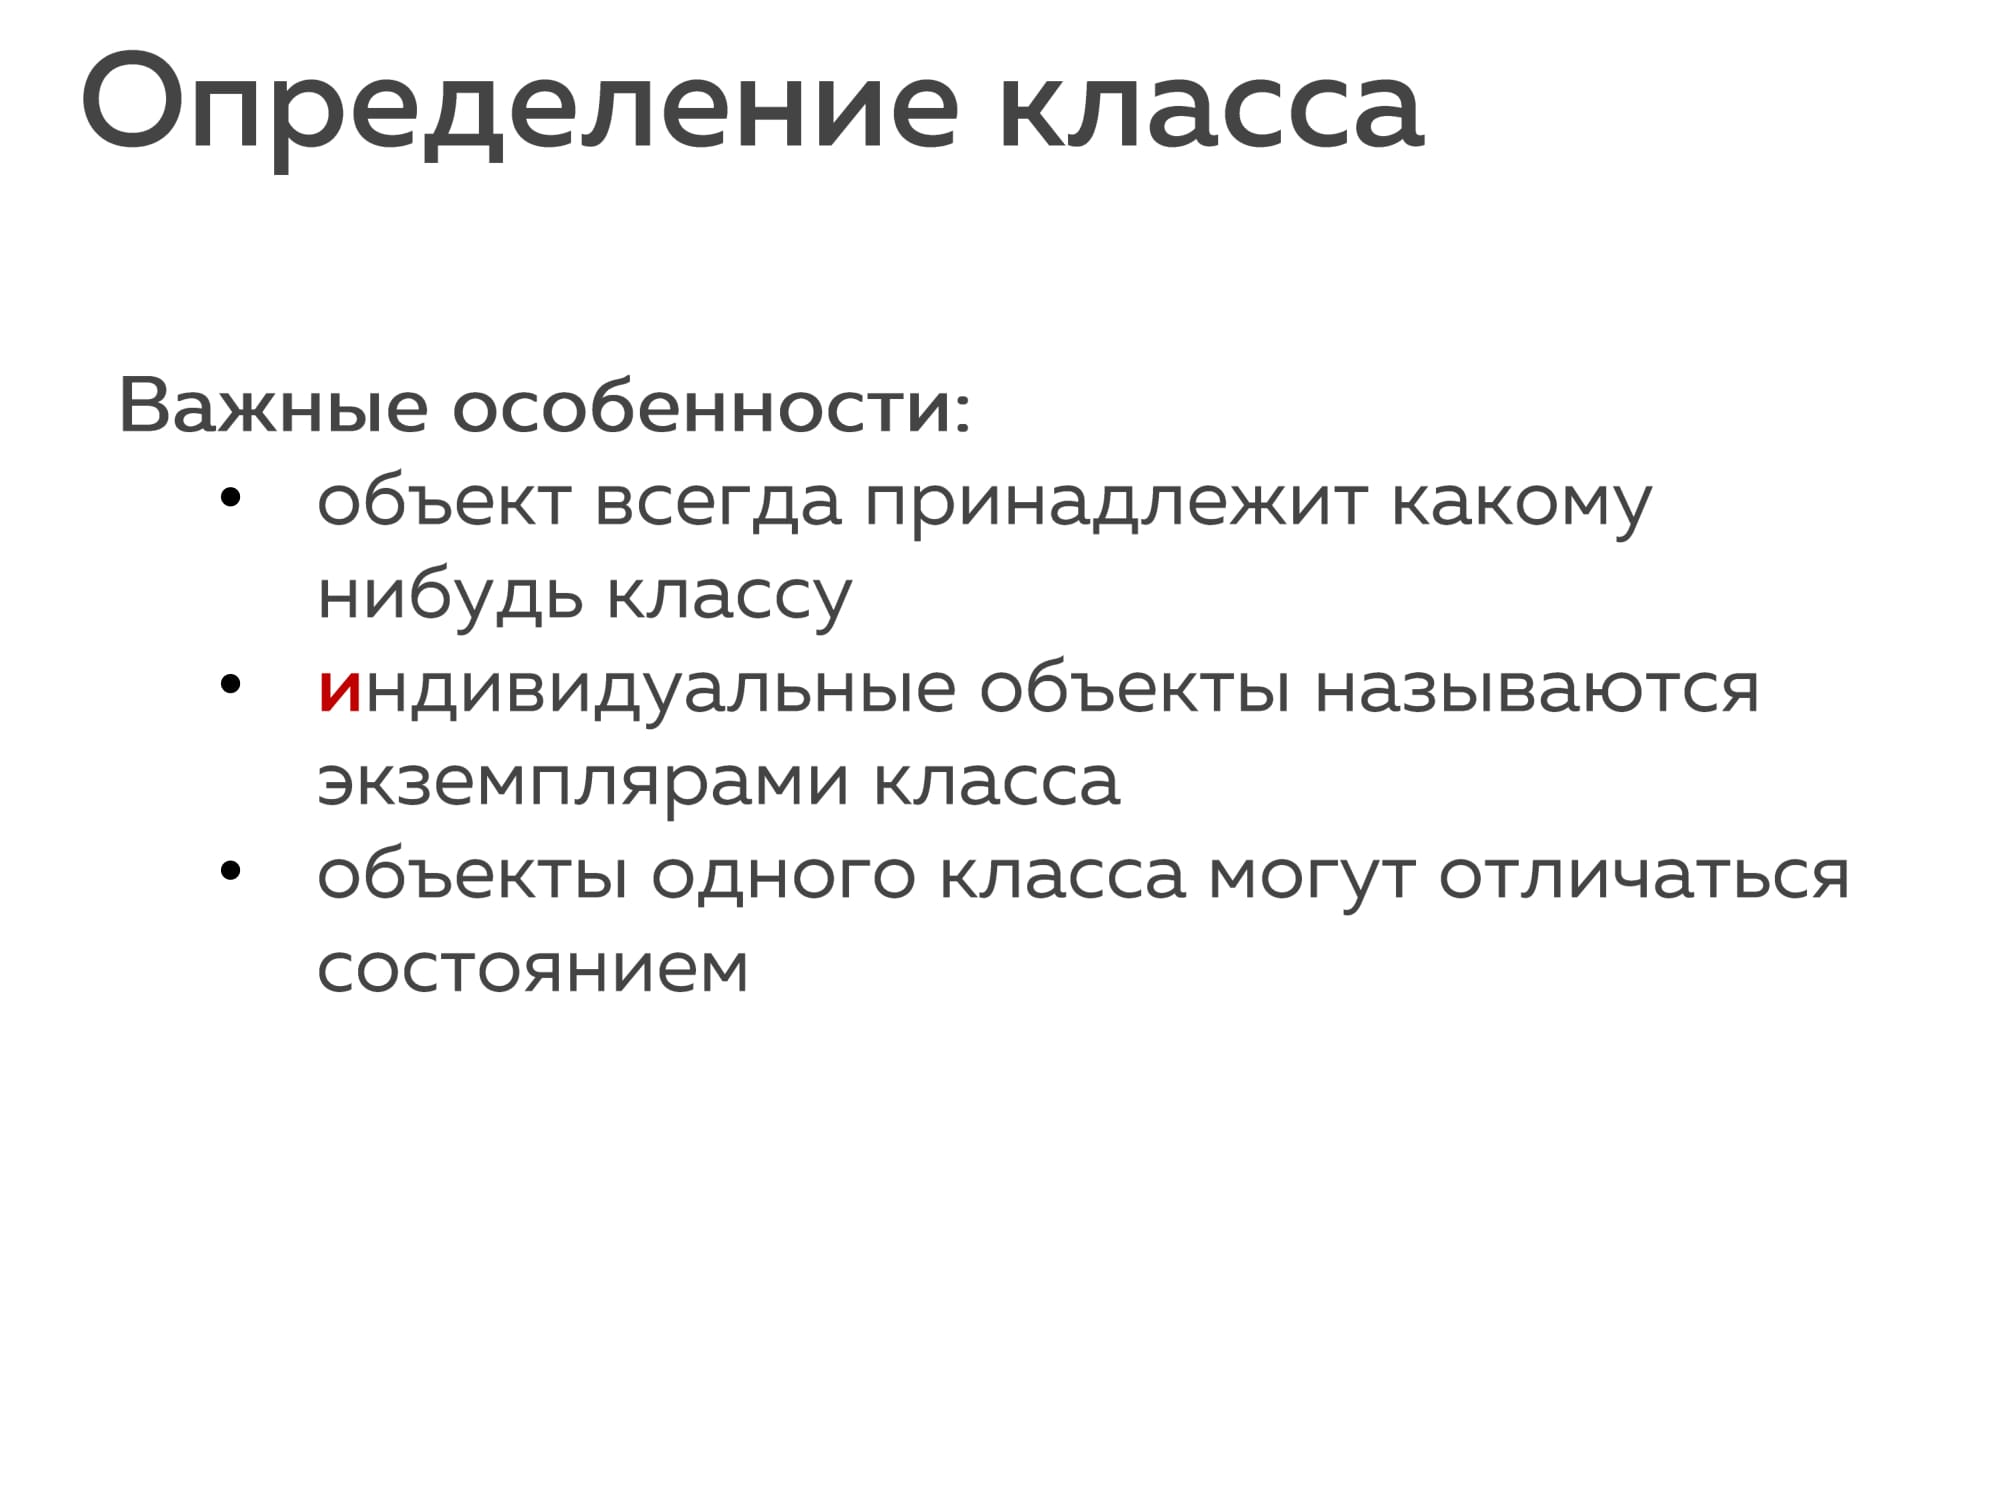 Определение класса
Важные особенности:
• объект всегда принадлежит какому
нибудь классу
• индивидуальные объекты называются
экземплярами класса
• объекты одного класса могут отличаться
состоянием